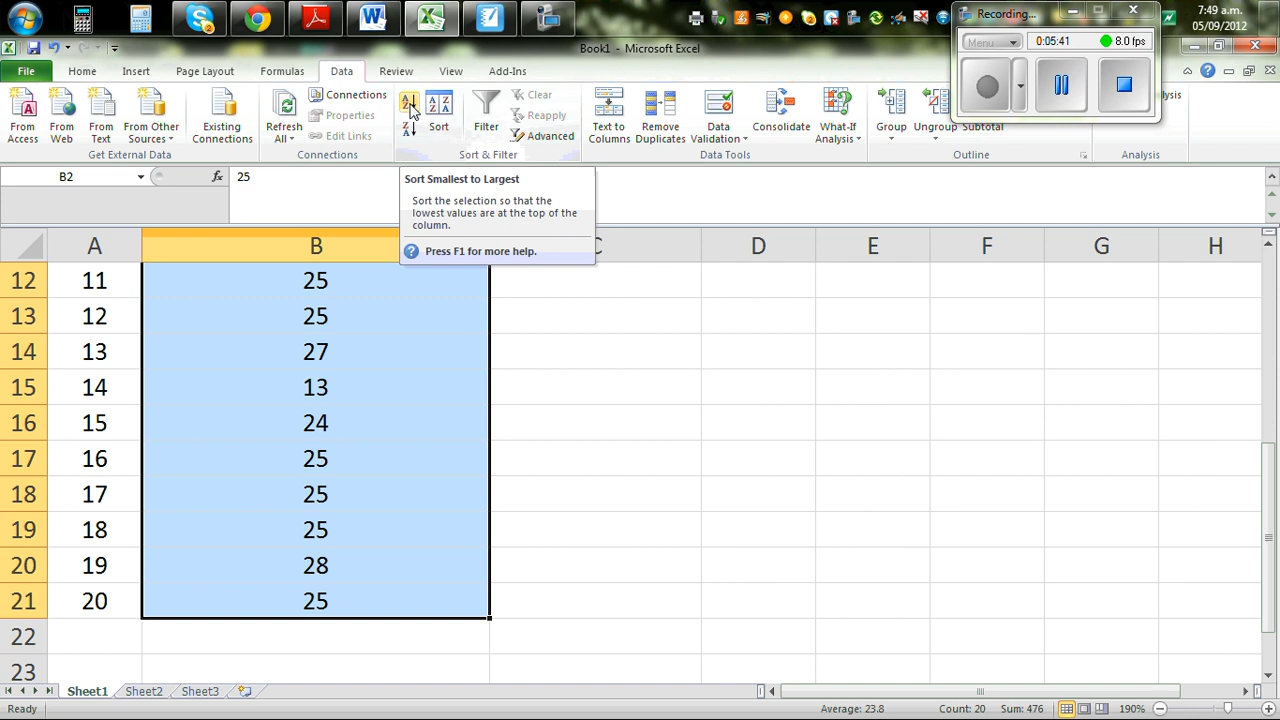 7:49 a.m.
05/09/2012
Recording...
Menu
0:05:41
8.0 fps
Book1 - Microsoft Excel
File Home Insert Page Layout Formulas Data Review View Add-Ins
From Access
From Web
From Text
From Other Sources
Existing Connections
Get External Data
Refresh All
Connections
Properties
Edit Links
Connections
Sort
Filter
Clear
Reapply
Advanced
Sort & Filter
Text to Columns
Remove Duplicates
Data Validation
Consolidate
What-If Analysis
Data Tools
Group
Ungroup
Subtotal
Outline
Analysis
B2 fx 25
Sort Smallest to Largest
Sort the selection so that the
lowest values are at the top of the
column.
Press F1 for more help.
A B C D E F G H
12 11 25
13 12 25
14 13 27
15 14 13
16 15 24
17 16 25
18 17 25
19 18 25
20 19 28
21 20 25
22
23
Sheet1 Sheet2 Sheet3
Ready Average: 23.8 Count: 20 Sum: 476 190%